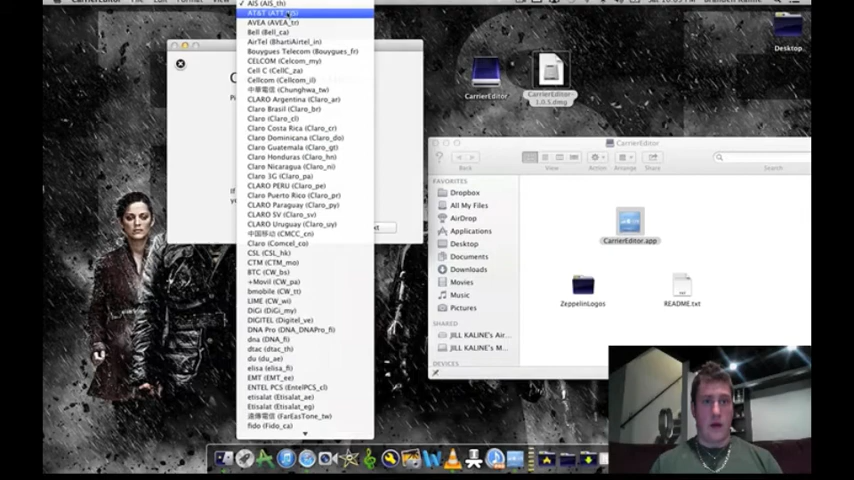 AIS (AIS_th)
AT&T (ATT_US)
AVEA (AVEA_tr)
Bell (Bell_ca)
AirTel (BhartiAirtel_in)
Bouygues Telecom (Bouygues_fr)
CELCOM (Celcom_my)
Cell C (CellC_za)
Cellcom (Cellcom_il)
中華電信 (Chunghwa_tw)
CLARO Argentina (Claro_ar)
Claro Brasil (Claro_br)
Claro (Claro_cl)
Claro Costa Rica (Claro_cr)
Claro Dominicana (Claro_do)
Claro Guatemala (Claro_gt)
Claro Honduras (Claro_hn)
Claro Nicaragua (Claro_ni)
Claro 3G (Claro_pa)
CLARO PERU (Claro_pe)
Claro Puerto Rico (Claro_pr)
CLARO Paraguay (Claro_py)
CLARO SV (Claro_sv)
CLARO Uruguay (Claro_uy)
中国移动 (CMCC_cn)
Claro (Comcel_co)
CSL (CSL_hk)
CTM (CTM_mo)
BTC (CW_bs)
+Movil (CW_pa)
bmobile (CW_tt)
LIME (CW_wi)
DiGi (DiGi_my)
DIGITEL (Digitel_ve)
DNA Pro (DNA_DNAPro_fi)
dna (DNA_fi)
dtac (dtac_th)
du (du_ae)
elisa (elisa_fi)
EMT (EMT_ee)
ENTEL PCS (EntelPCS_cl)
etisalat (Etisalat_ae)
Etisalat (Etisalat_eg)
遠傳電信 (FarEasTone_tw)
fido (Fido_ca)
CarrierEditor
CarrierEditor-
1.0.5.dmg
Desktop
CarrierEditor
Back
View
Action
Arrange
Share
Search
FAVORITES
Dropbox
All My Files
AirDrop
Applications
Desktop
Documents
Downloads
Movies
Music
Pictures
SHARED
JILL KALINE's Air...
JILL KALINE's M...
DEVICES
CarrierEditor.app
ZeppelinLogos
README.txt